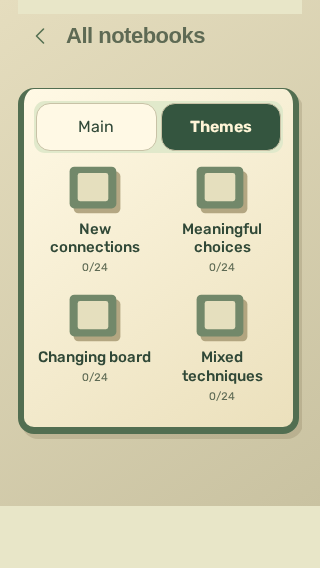 All notebooks
Main
Themes
New
connections
0/24
Meaningful
choices
0/24
Changing board
0/24
Mixed
techniques
0/24